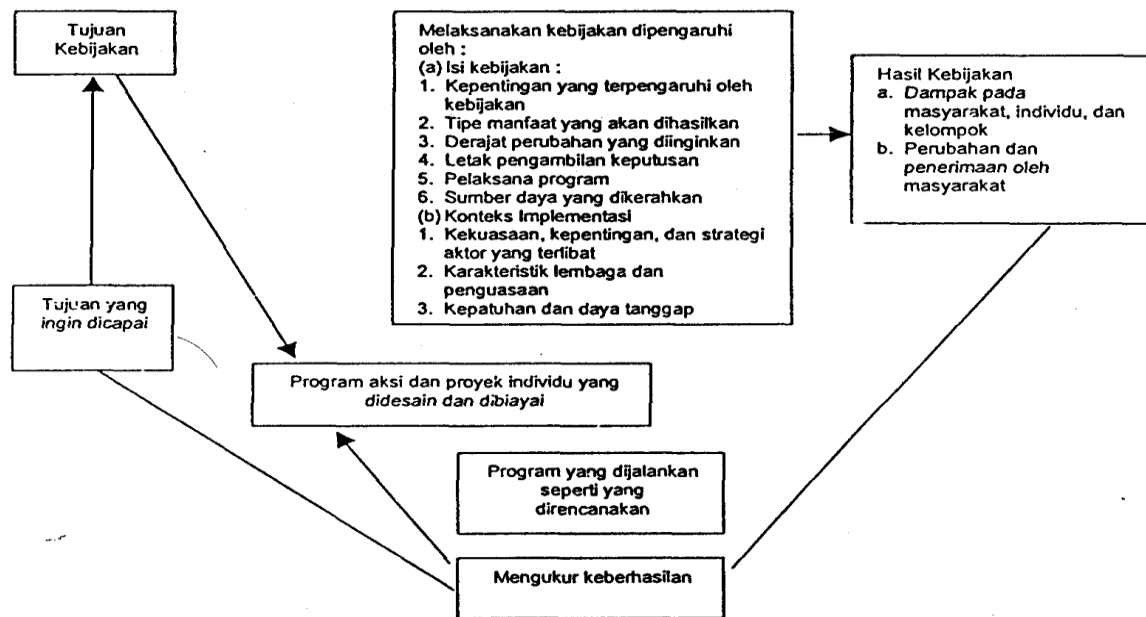 Tujuan
Kebijakan
Melaksanakan kebijakan dipengaruhi
oleh :
(a) Isi kebijakan :
1. Kepentingan yang terpengaruhi oleh
kebijakan
2. Tipe manfaat yang akan dihasilkan
3. Derajat perubahan yang diinginkan
4. Letak pengambilan keputusan
5. Pelaksana program
6. Sumber daya yang dikerahkan
(b) Konteks Implementasi
1. Kekuasaan, kepentingan, dan strategi
aktor yang terlibat
2. Karakteristik lembaga dan
penguasaan
3. Kepatuhan dan daya tanggap
Hasil Kebijakan
a. Dampak pada
masyarakat, individu, dan
kelompok
b. Perubahan dan
penerimaan oleh
masyarakat
Tujuan yang
ingin dicapai
Program aksi dan proyek individu yang
didesain dan dibiayai
Program yang dijalankan
seperti yang
direncanakan
Mengukur keberhasilan